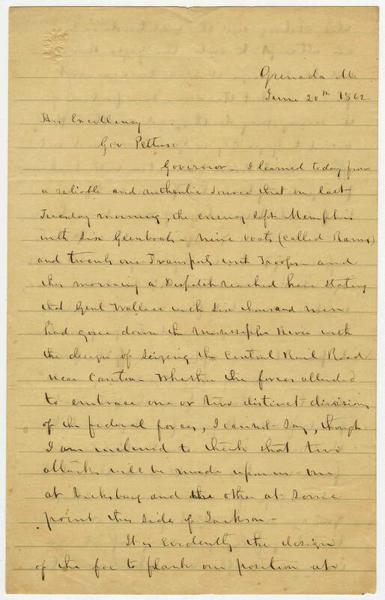 Grenada Mi
June 20th 1862
His Excellency
Gov Pettus
Governor - I learned today from
a reliable and authentic source that on last
Tuesday morning, the enemy left Memphis
with six Gunboats - nine boats (called Rams)
and twenty one Transports with Troops and
this morning a Dispatch reached here Stating
that Genl Wallace with six thousand men
had gone down the Mississippi River with
the design of seizing the Central Rail Road
near Canton - Whether the forces alluded
to embrace one or two distinct divisions
of the federal forces, I cannot say, though
I am inclined to think that two
attacks will be made upon us one
at Vicksburg and the other at some
point this side of Jackson -
It is evidently the design
of the foe to flank our position at